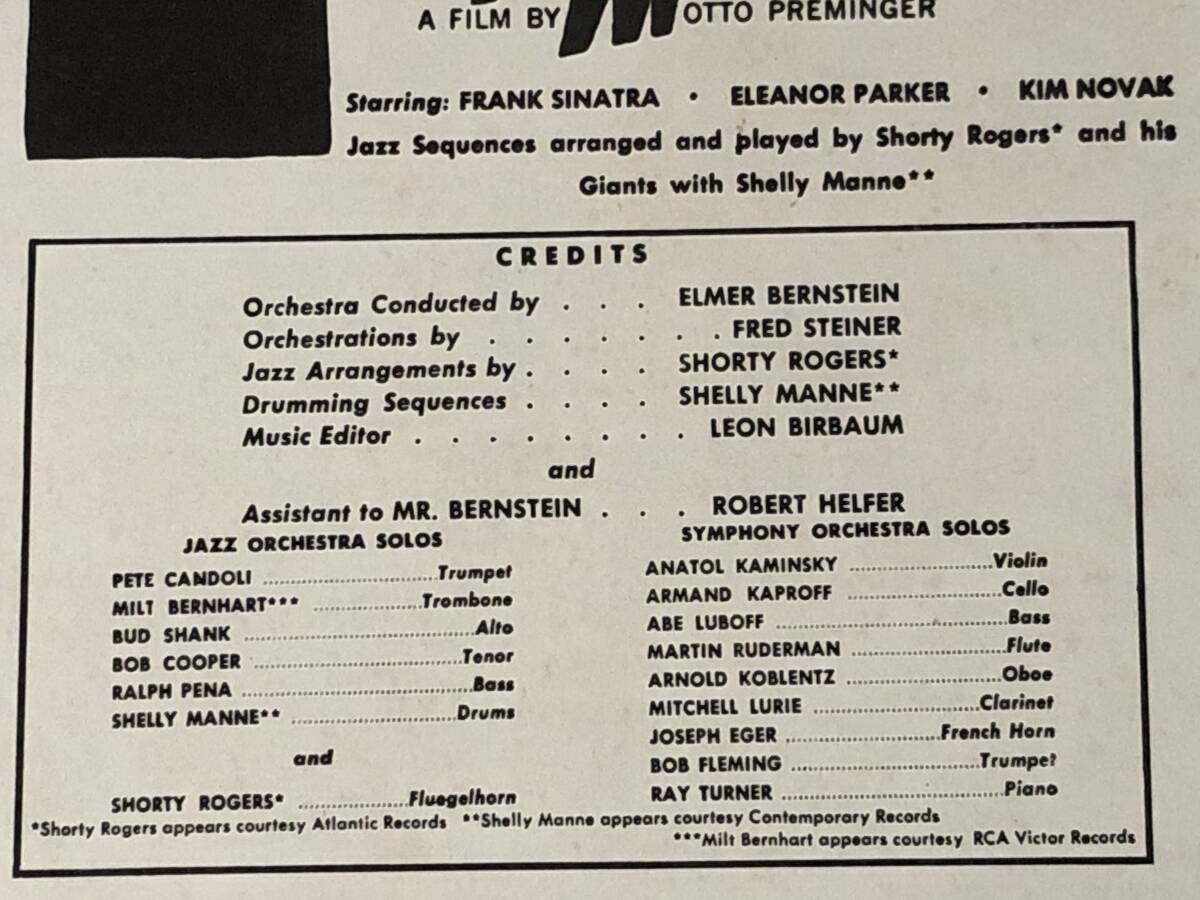 A FILM BY OTTO PREMINGER
Starring: FRANK SINATRA • ELEANOR PARKER • KIM NOVAK
Jazz Sequences arranged and played by Shorty Rogers* and his
Giants with Shelly Manne**
CREDITS
Orchestra Conducted by . . . ELMER BERNSTEIN
Orchestrations by . . . . . . . FRED STEINER
Jazz Arrangements by . . . . SHORTY ROGERS*
Drumming Sequences . . . . SHELLY MANNE**
Music Editor . . . . . . . . LEON BIRBAUM
and
Assistant to MR. BERNSTEIN . . . ROBERT HELFER
JAZZ ORCHESTRA SOLOS
PETE CANDOLI ................................Trumpet
MILT BERNHART*** ....................Trombone
BUD SHANK ...........................................Alto
BOB COOPER .......................................Tenor
RALPH PENA ..........................................Bass
SHELLY MANNE** ..............................Drums
and
SHORTY ROGERS* ....................Fluegelhorn
SYMPHONY ORCHESTRA SOLOS
ANATOL KAMINSKY ..........................Violin
ARMAND KAPROFF ............................Cello
ABE LUBOFF ..........................................Bass
MARTIN RUDERMAN ............................Flute
ARNOLD KOBLENTZ ............................Oboe
MITCHELL LURIE ..............................Clarinet
JOSEPH EGER ............................French Horn
BOB FLEMING ..................................Trumpet
RAY TURNER ........................................Piano
*Shorty Rogers appears courtesy Atlantic Records **Shelly Manne appears courtesy Contemporary Records
***Milt Bernhart appears courtesy RCA Victor Records